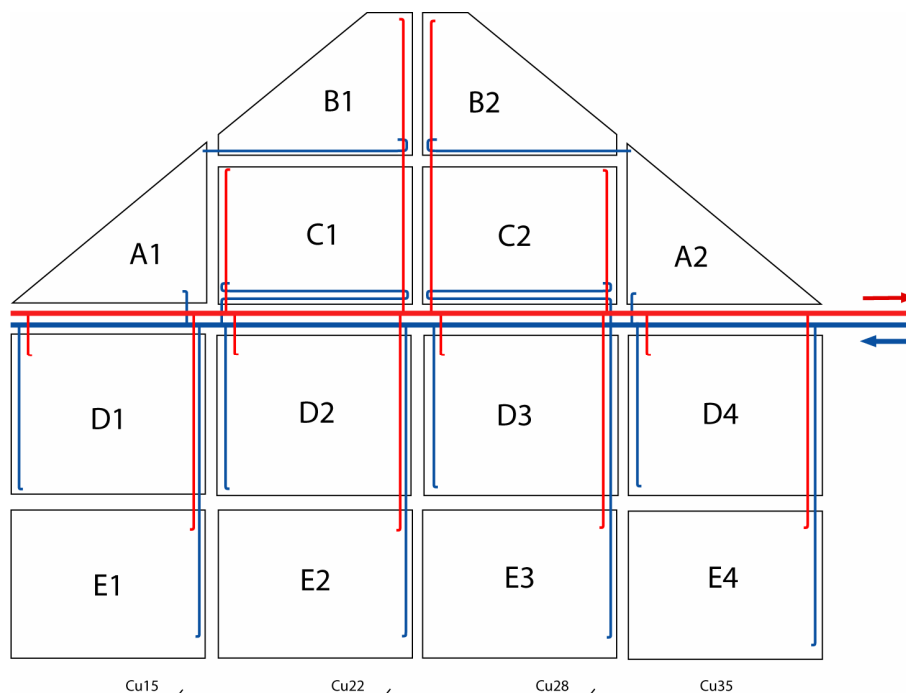 B1 B2
A1 C1 C2 A2
D1 D2 D3 D4
E1 E2 E3 E4
Cu15 Cu22 Cu28 Cu35